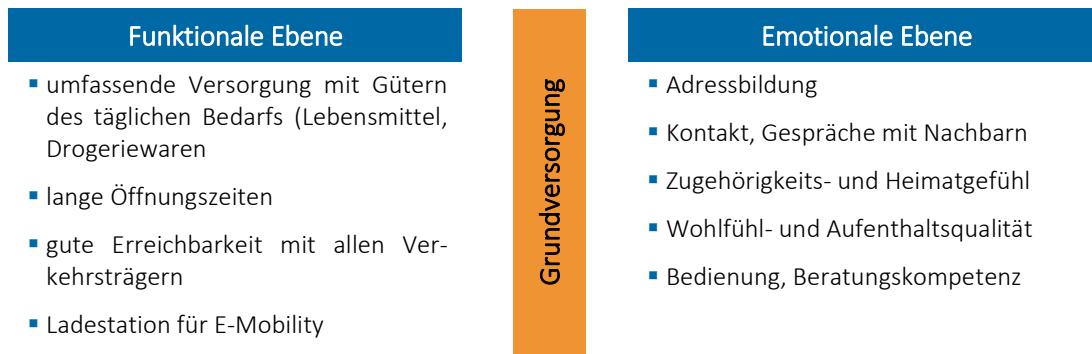 Funktionale Ebene
▪ umfassende Versorgung mit Gütern
des täglichen Bedarfs (Lebensmittel,
Drogeriewaren
▪ lange Öffnungszeiten
▪ gute Erreichbarkeit mit allen Ver-
kehrsträgern
▪ Ladestation für E-Mobility
Grundversorgung
Emotionale Ebene
▪ Adressbildung
▪ Kontakt, Gespräche mit Nachbarn
▪ Zugehörigkeits- und Heimatgefühl
▪ Wohlfühl- und Aufenthaltsqualität
▪ Bedienung, Beratungskompetenz